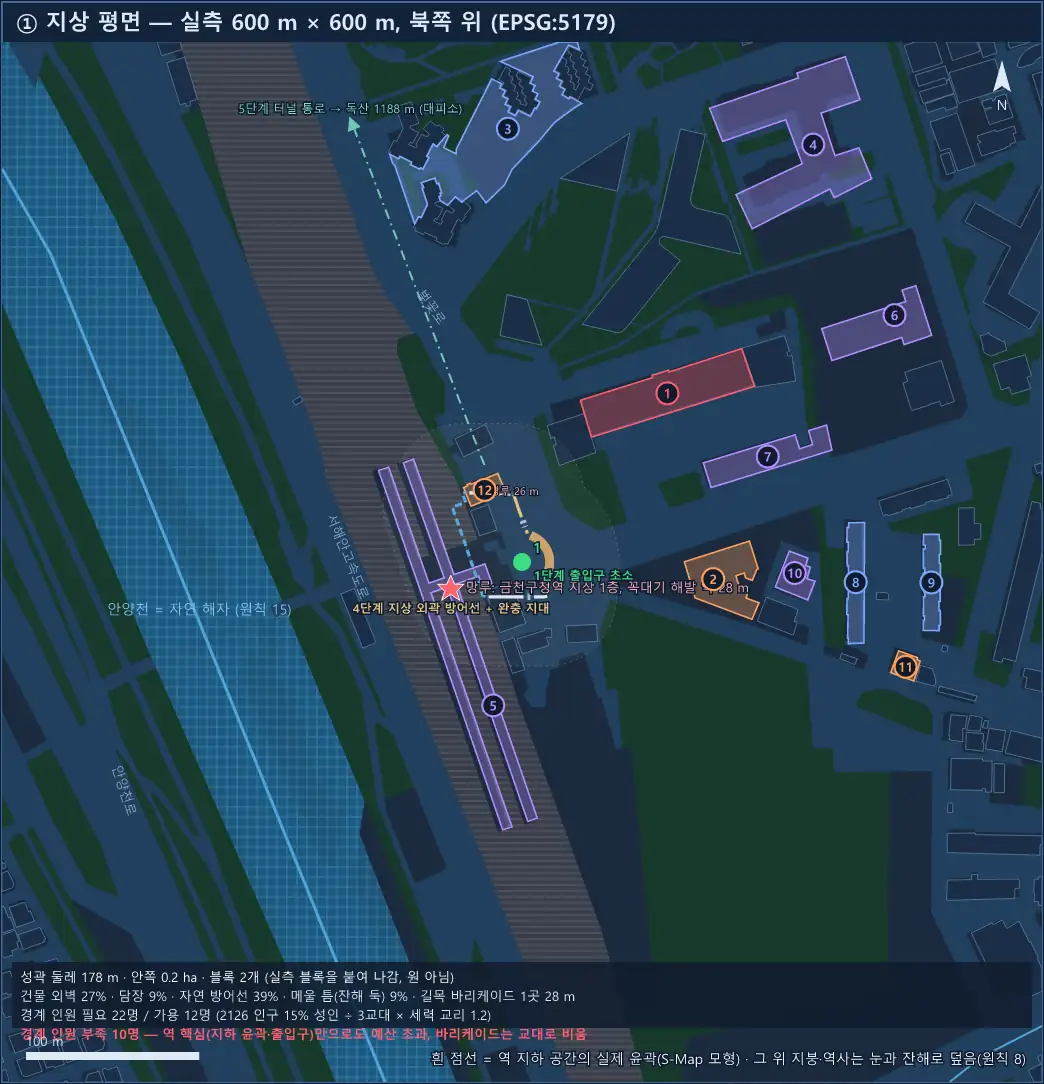 ① 지상 평면 — 실측 600 m × 600 m, 북쪽 위 (EPSG:5179)
N
5단계 터널 통로 → 독산 1188 m (대피소)
3
4
벚꽃로
6
1
7
12
26 m
서해안고속도로
1
1단계 출입구 초소
망루: 금천구청역 지상 1층, 꼭대기 해발
28 m
2
10
8
9
4단계 지상 외곽 방어선 + 완충 지대
안양천 = 자연 해자 (원칙 15)
11
5
안양천로
성곽 둘레 178 m · 안쪽 0.2 ha · 블록 2개 (실측 블록을 붙여 나감, 원 아님)
건물 외벽 27% · 담장 9% · 자연 방어선 39% · 메울 틈(잔해 둑) 9% · 길목 바리케이드 1곳 28 m
경계 인원 필요 22명 / 가용 12명 (2126 인구 15% 성인 ÷ 3교대 × 세력 교리 1.2)
경계 인원 부족 10명 — 역 핵심(지하 윤곽·출입구)만으로도 예산 초과, 바리케이드는 교대로 비움
100 m
흰 점선 = 역 지하 공간의 실제 윤곽(S-Map 모형) · 그 위 지붕·역사는 눈과 잔해로 덮음(원칙 8)